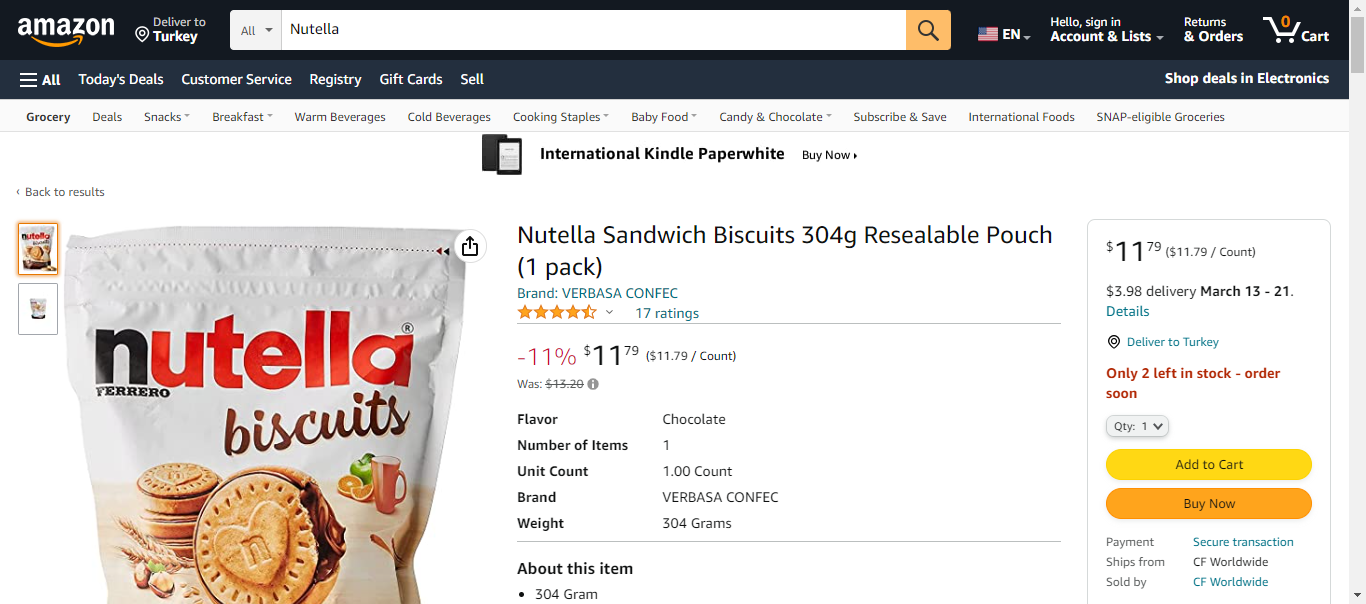 amazon
Deliver to
Turkey
All
Nutella
EN
Hello, sign in
Account & Lists
Returns
& Orders
0
Cart
All
Today's Deals
Customer Service
Registry
Gift Cards
Sell
Shop deals in Electronics
Grocery
Deals
Snacks
Breakfast
Warm Beverages
Cold Beverages
Cooking Staples
Baby Food
Candy & Chocolate
Subscribe & Save
International Foods
SNAP-eligible Groceries
International Kindle Paperwhite
Buy Now
‹ Back to results
nutella®
FERRERO
biscuits
n
Nutella Sandwich Biscuits 304g Resealable Pouch
(1 pack)
Brand: VERBASA CONFEC
17 ratings
-11% $11 79 ($11.79 / Count)
Was: $13.20
Flavor Chocolate
Number of Items 1
Unit Count 1.00 Count
Brand VERBASA CONFEC
Weight 304 Grams
About this item
• 304 Gram
$11 79 ($11.79 / Count)
$3.98 delivery March 13 - 21.
Details
Deliver to Turkey
Only 2 left in stock - order
soon
Qty: 1
Add to Cart
Buy Now
Payment Secure transaction
Ships from CF Worldwide
Sold by CF Worldwide